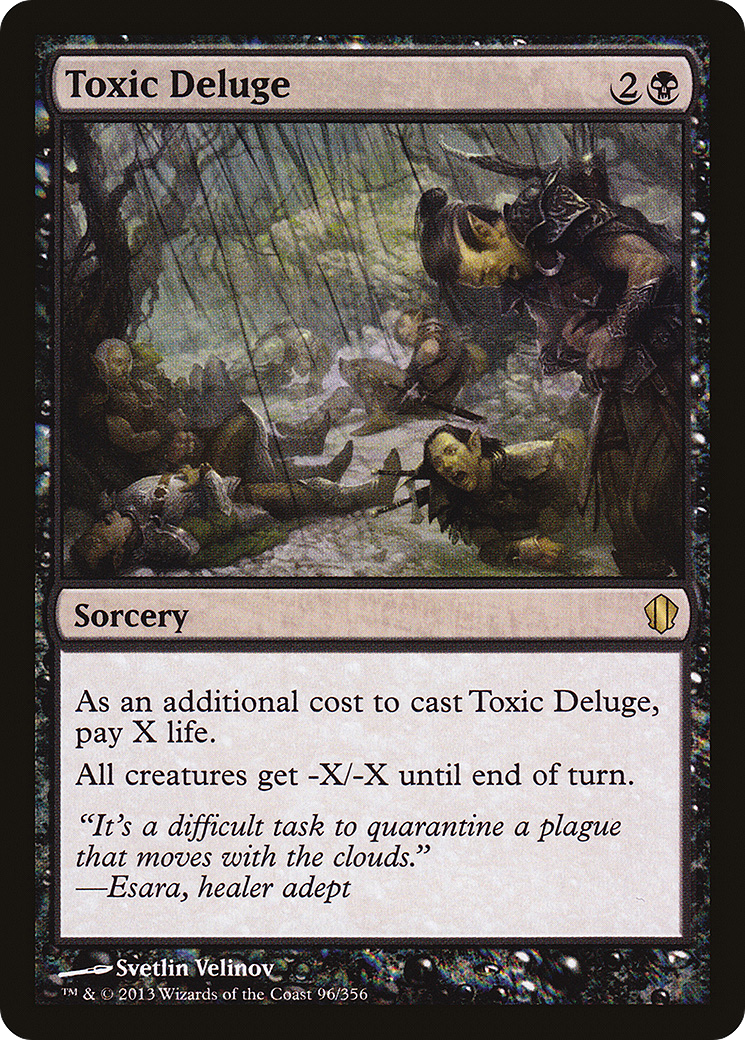 Toxic Deluge 2
Sorcery
As an additional cost to cast Toxic Deluge,
pay X life.
All creatures get -X/-X until end of turn.
“It’s a difficult task to quarantine a plague
that moves with the clouds.”
—Esara, healer adept
Svetlin Velinov
™ & © 2013 Wizards of the Coast 96/356